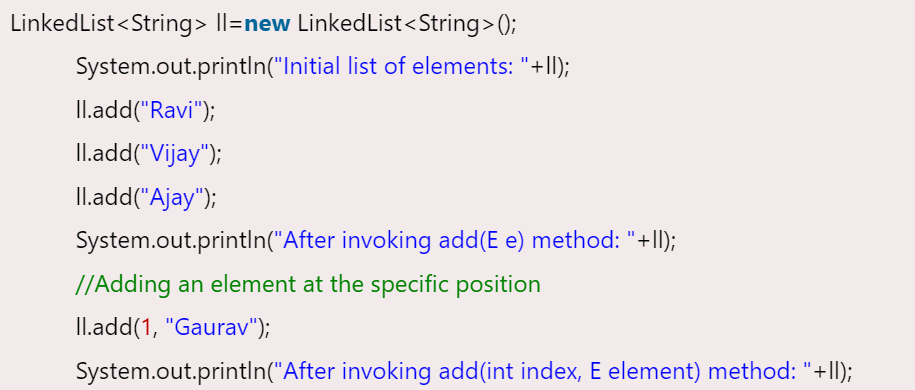 LinkedList<String> ll=new LinkedList<String>();
System.out.println("Initial list of elements: "+ll);
ll.add("Ravi");
ll.add("Vijay");
ll.add("Ajay");
System.out.println("After invoking add(E e) method: "+ll);
//Adding an element at the specific position
ll.add(1, "Gaurav");
System.out.println("After invoking add(int index, E element) method: "+ll);